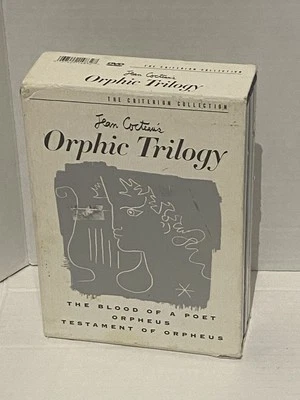 DVD
THE CRITERION COLLECTION
Jean Cocteau's
Orphic Trilogy
THE CRITERION COLLECTION
Jean Cocteau's
Orphic Trilogy
THE BLOOD OF A POET
ORPHEUS
TESTAMENT OF ORPHEUS